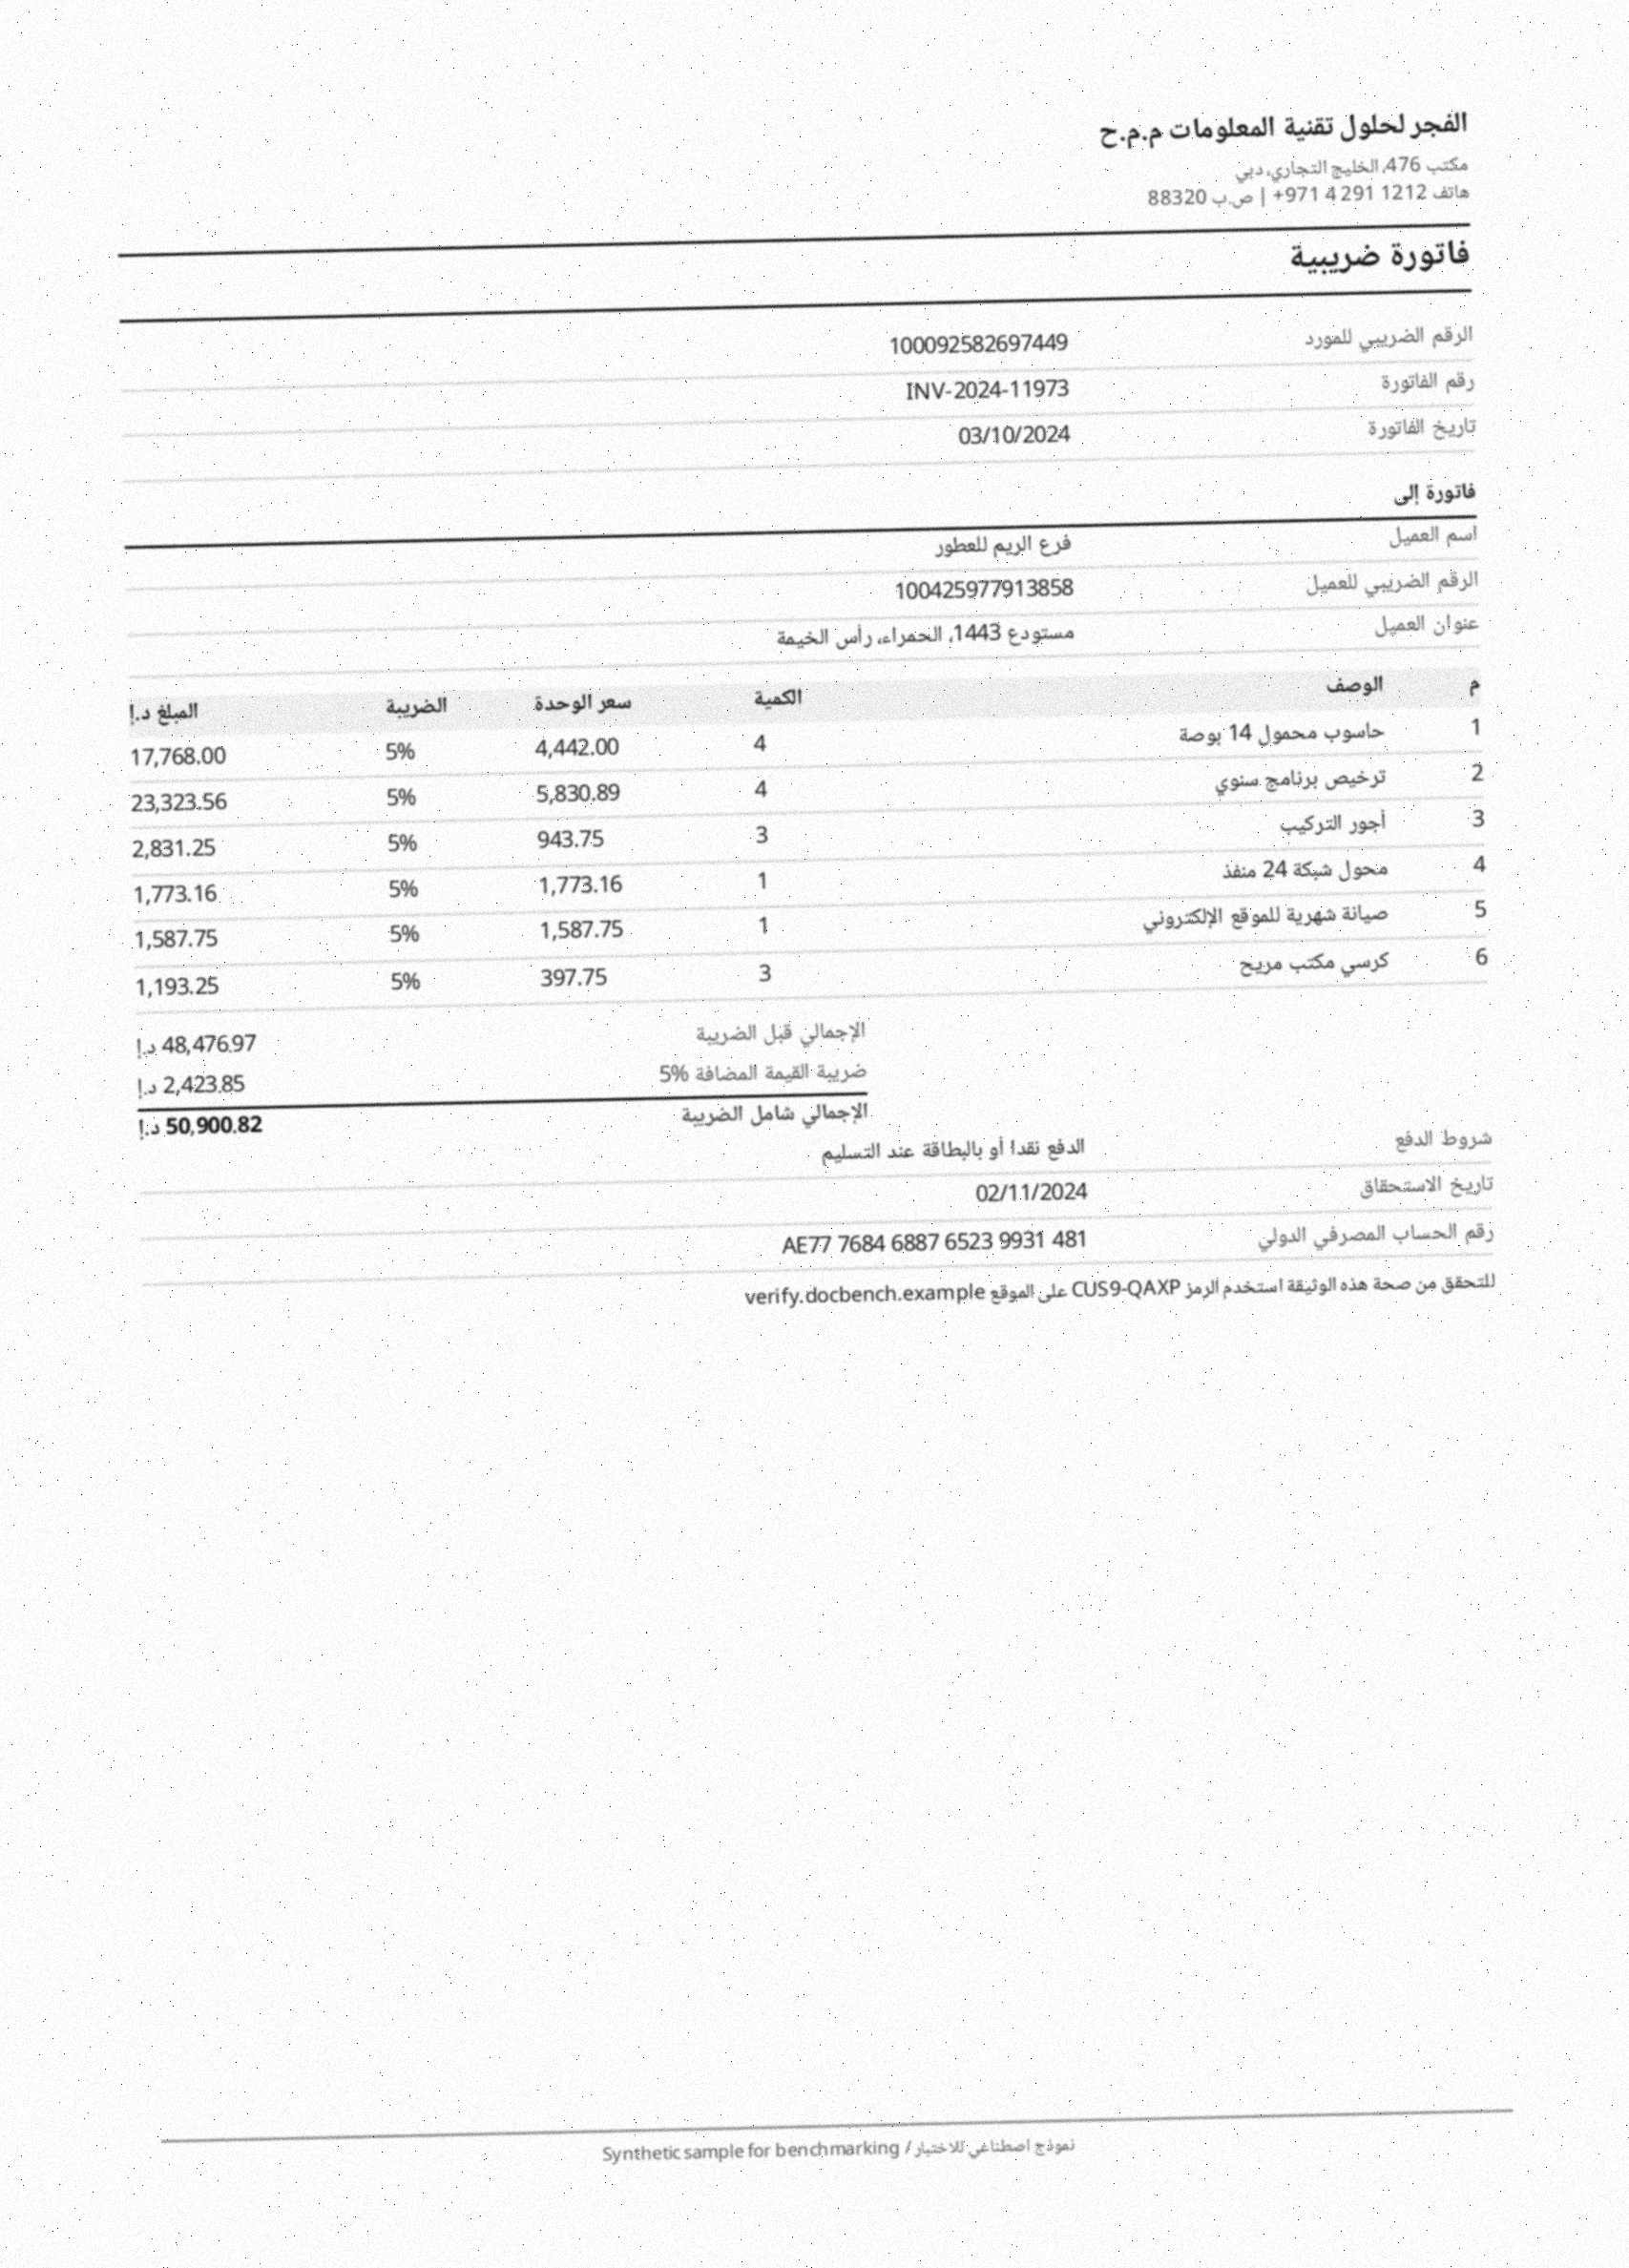 الفجر لحلول تقنية المعلومات م.م.ح
مكتب 476، الخليج التجاري، دبي
هاتف 1212 291 4 971+ | ص.ب 88320
فاتورة ضريبية
الرقم الضريبي للمورد 100092582697449
رقم الفاتورة INV-2024-11973
تاريخ الفاتورة 03/10/2024
فاتورة إلى
اسم العميل فرع الريم للعطور
الرقم الضريبي للعميل 100425977913858
عنوان العميل مستودع 1443، الحمراء، رأس الخيمة
م الوصف الكمية سعر الوحدة الضريبة المبلغ د.إ
1 حاسوب محمول 14 بوصة 4 4,442.00 5% 17,768.00
2 ترخيص برنامج سنوي 4 5,830.89 5% 23,323.56
3 أجور التركيب 3 943.75 5% 2,831.25
4 محول شبكة 24 منفذ 1 1,773.16 5% 1,773.16
5 صيانة شهرية للموقع الإلكتروني 1 1,587.75 5% 1,587.75
6 كرسي مكتب مريح 3 397.75 5% 1,193.25
الإجمالي قبل الضريبة 48,476.97 د.إ
ضريبة القيمة المضافة 5% 2,423.85 د.إ
الإجمالي شامل الضريبة 50,900.82 د.إ
شروط الدفع الدفع نقدا أو بالبطاقة عند التسليم
تاريخ الاستحقاق 02/11/2024
رقم الحساب المصرفي الدولي AE77 7684 6887 6523 9931 481
للتحقق من صحة هذه الوثيقة استخدم الرمز CUS9-QAXP على الموقع verify.docbench.example
نموذج اصطناعي للاختبار / Synthetic sample for benchmarking